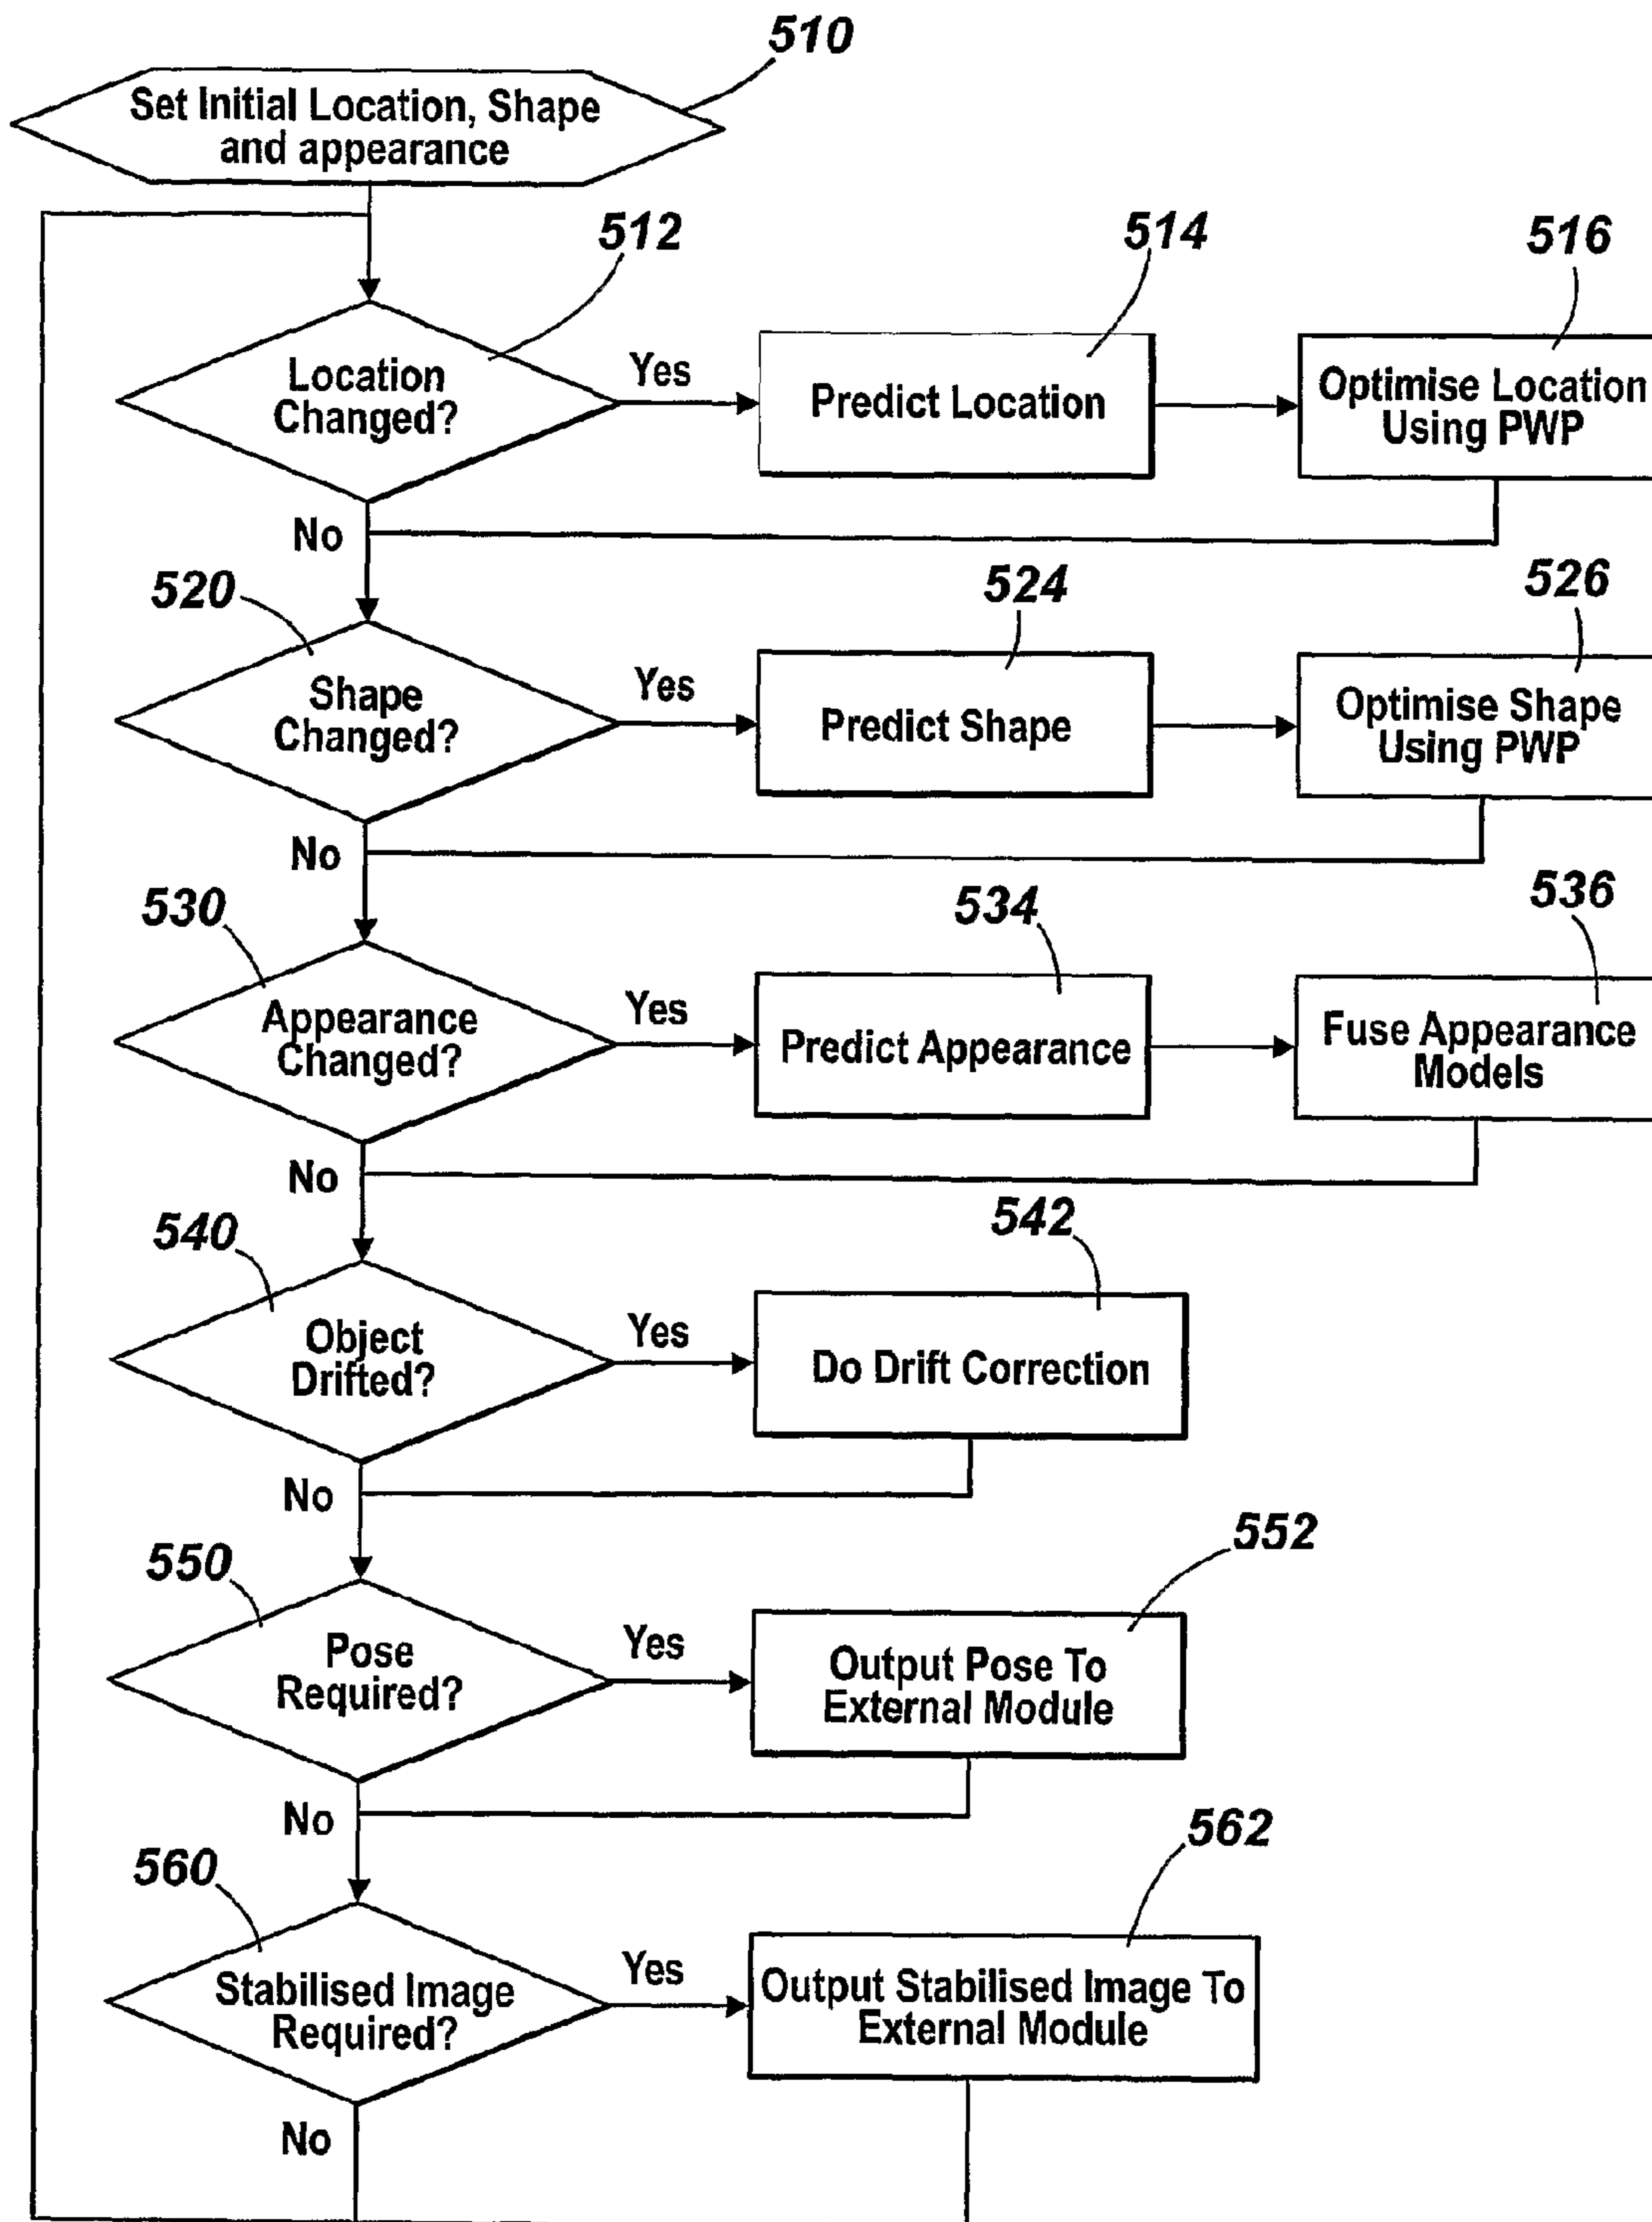 510
Set Initial Location, Shape
and appearance
512
514
516
Location
Changed?
Yes
Predict Location
Optimise Location
Using PWP
No
520
524
526
Shape
Changed?
Yes
Predict Shape
Optimise Shape
Using PWP
No
530
534
536
Appearance
Changed?
Yes
Predict Appearance
Fuse Appearance
Models
No
540
542
Object
Drifted?
Yes
Do Drift Correction
No
550
552
Pose
Required?
Yes
Output Pose To
External Module
No
560
562
Stabilised Image
Required?
Yes
Output Stabilised Image To
External Module
No